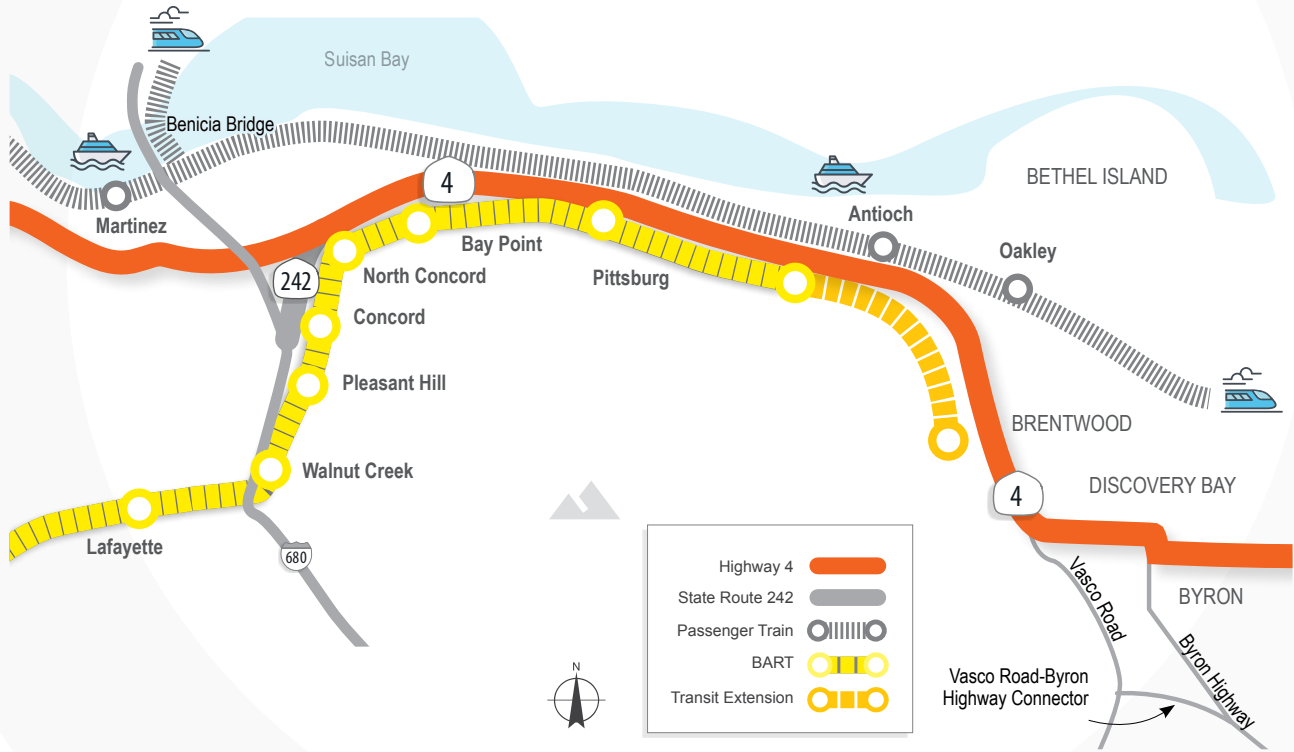 Suisan Bay
Benicia Bridge
4
BETHEL ISLAND
Martinez
Antioch
Bay Point
Oakley
North Concord
242
Pittsburg
Concord
Pleasant Hill
BRENTWOOD
Walnut Creek
DISCOVERY BAY
4
Lafayette
680
Highway 4
State Route 242
Passenger Train
BART
Transit Extension
N
Vasco Road
BYRON
Byron Highway
Vasco Road-Byron
Highway Connector